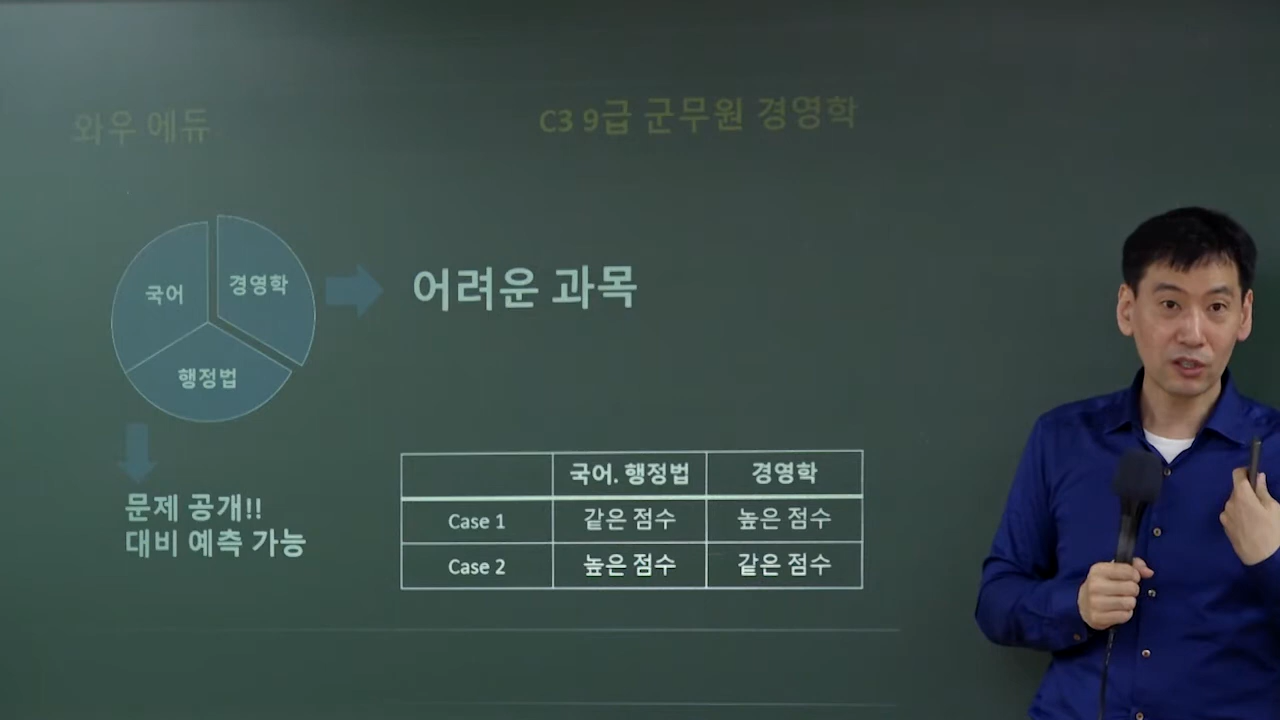 와우 에듀
C3 9급 군무원 경영학
국어
경영학
행정법
어려운 과목
문제 공개!!
대비 예측 가능
국어. 행정법 경영학
Case 1 같은 점수 높은 점수
Case 2 높은 점수 같은 점수